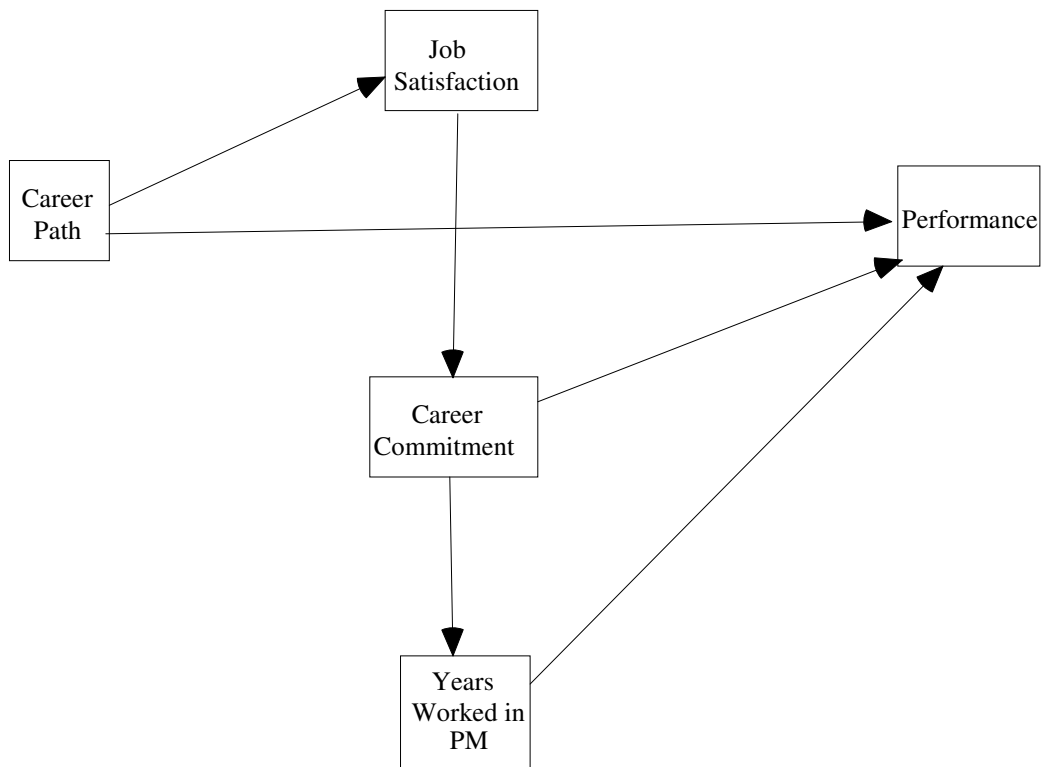 Job
Satisfaction
Career
Path
Performance
Career
Commitment
Years
Worked in
PM